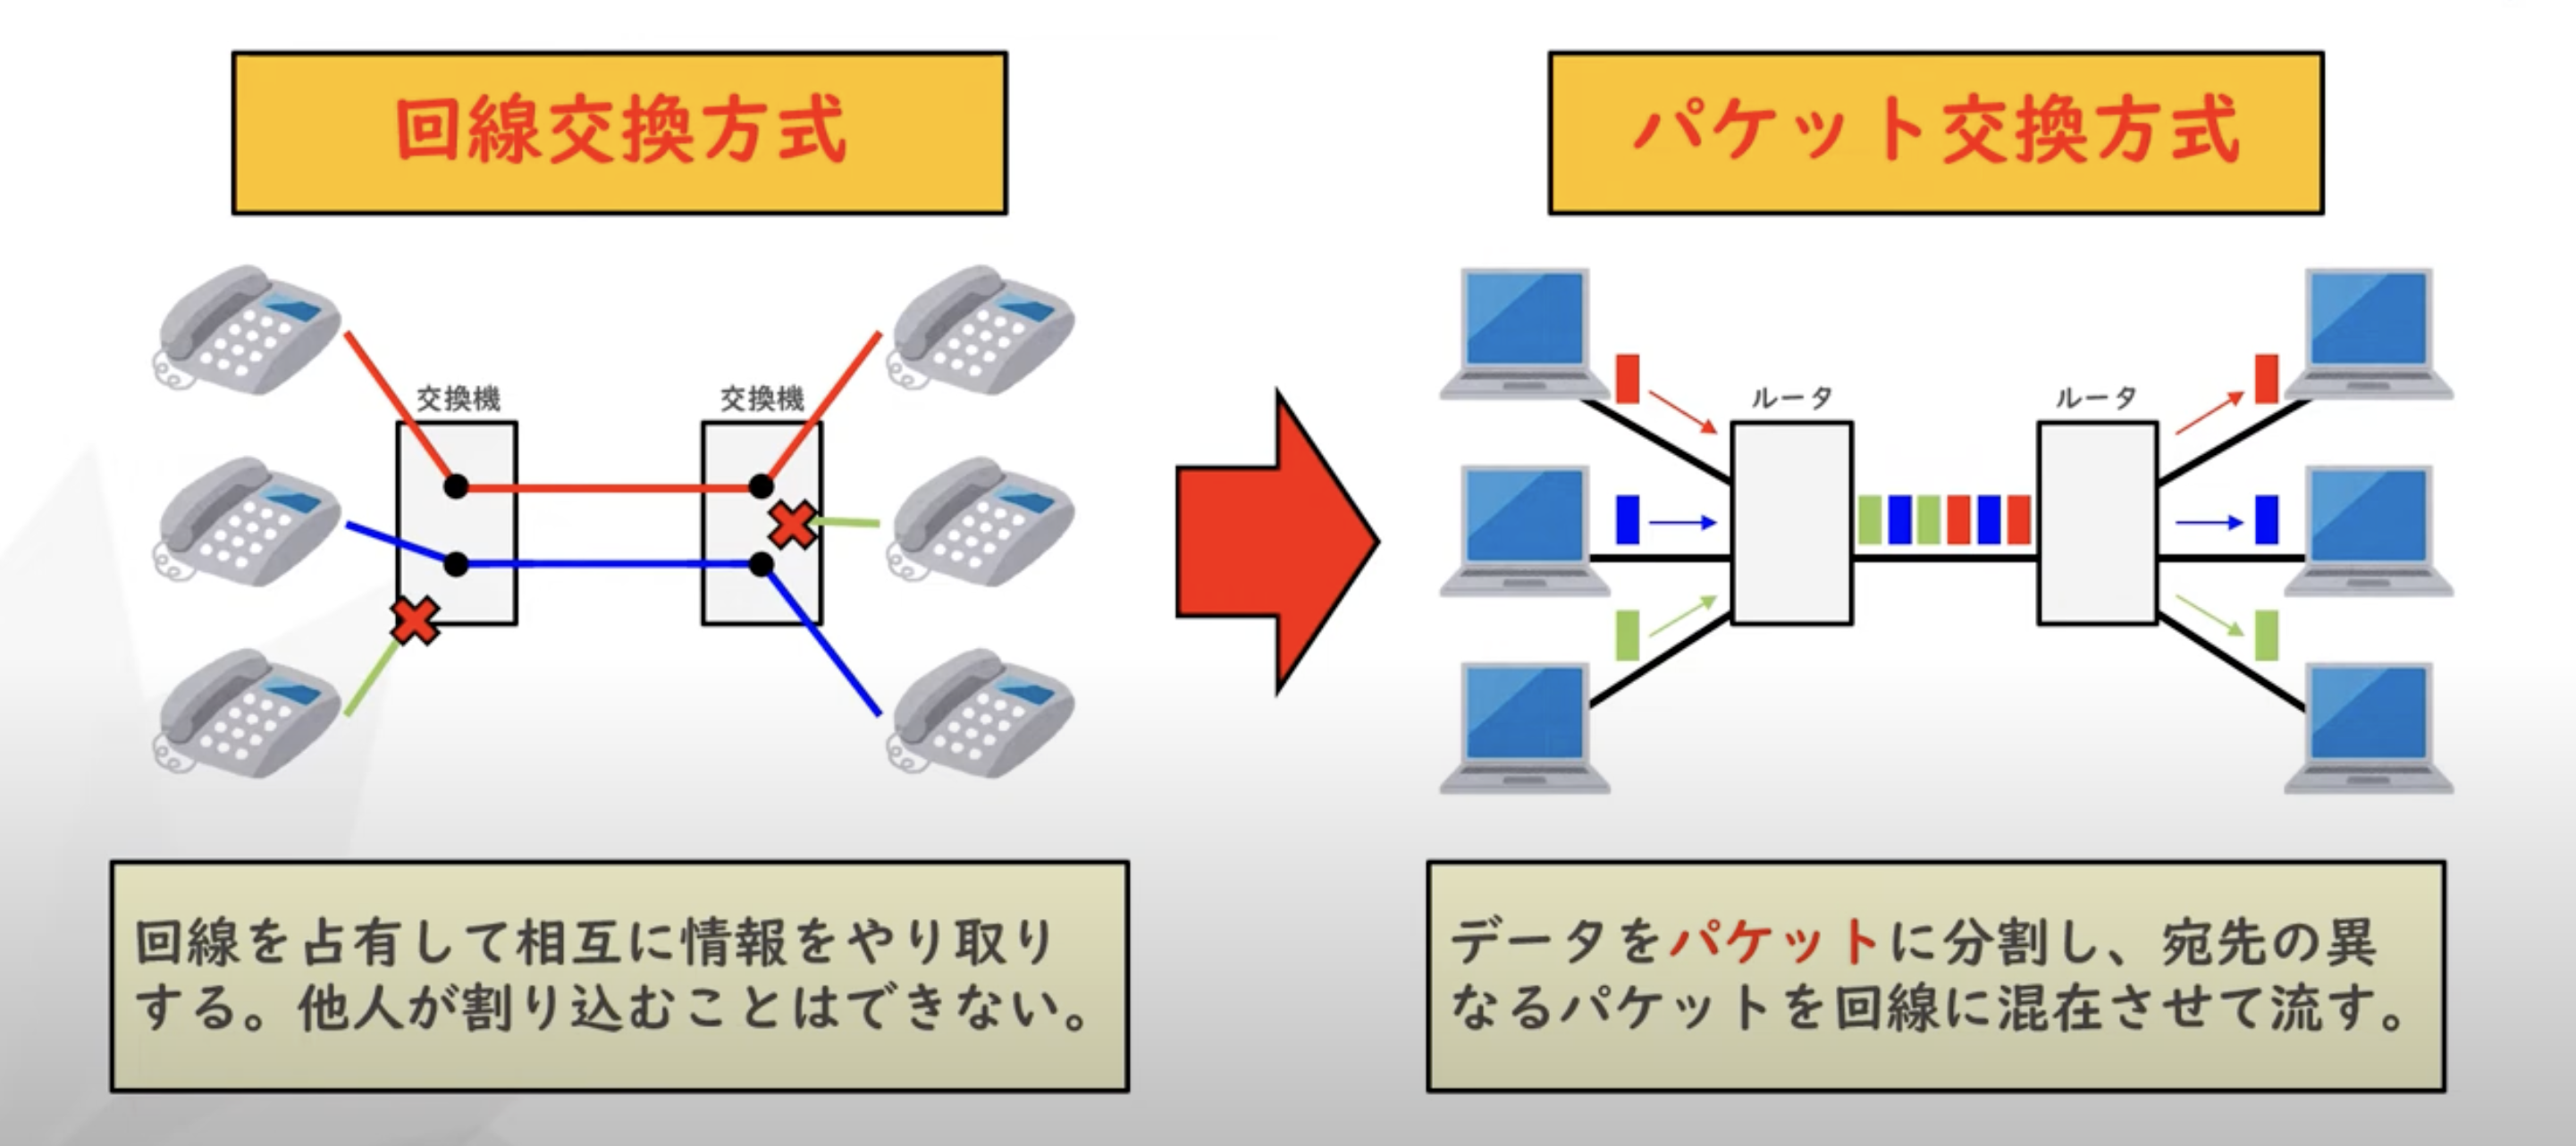 回線交換方式
パケット交換方式
交換機
交換機
ルータ
ルータ
回線を占有して相互に情報をやり取り
する。他人が割り込むことはできない。
データをパケットに分割し、宛先の異
なるパケットを回線に混在させて流す。